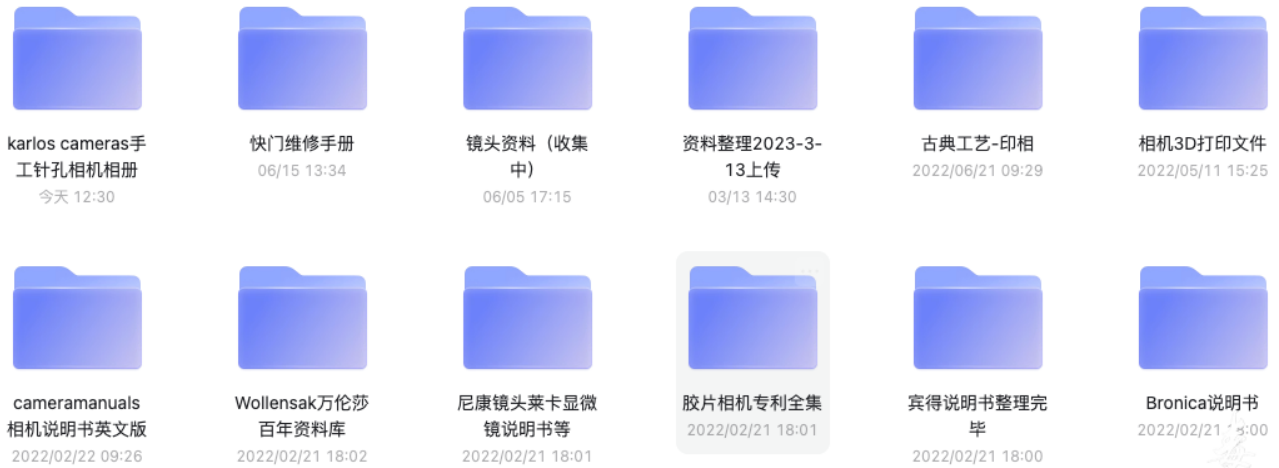 karlos cameras手
工针孔相机相册
今天 12:30
快门维修手册
06/15 13:34
镜头资料（收集
中）
06/05 17:15
资料整理2023-3-
13上传
03/13 14:30
古典工艺-印相
2022/06/21 09:29
相机3D打印文件
2022/05/11 15:25
cameramanuals
相机说明书英文版
2022/02/22 09:26
Wollensak万伦莎
百年资料库
2022/02/21 18:02
尼康镜头莱卡显微
镜说明书等
2022/02/21 18:01
胶片相机专利全集
2022/02/21 18:01
宾得说明书整理完
毕
2022/02/21 18:00
Bronica说明书
2022/02/21 18:00